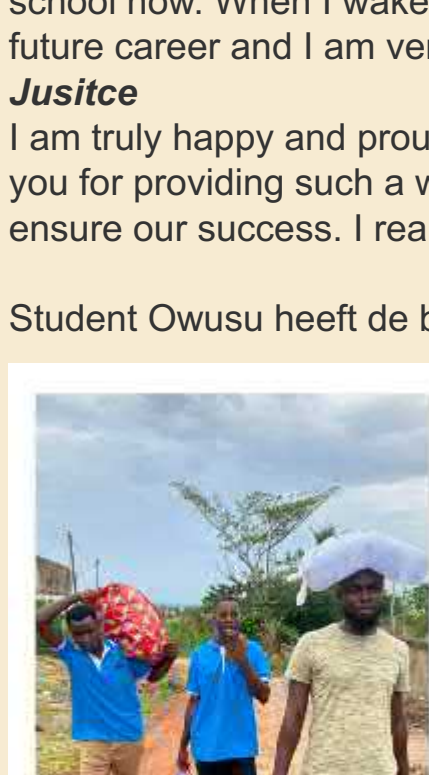 school now. When I wake
future career and I am ver
Jusitce
I am truly happy and prou
you for providing such a w
ensure our success. I rea
Student Owusu heeft de b